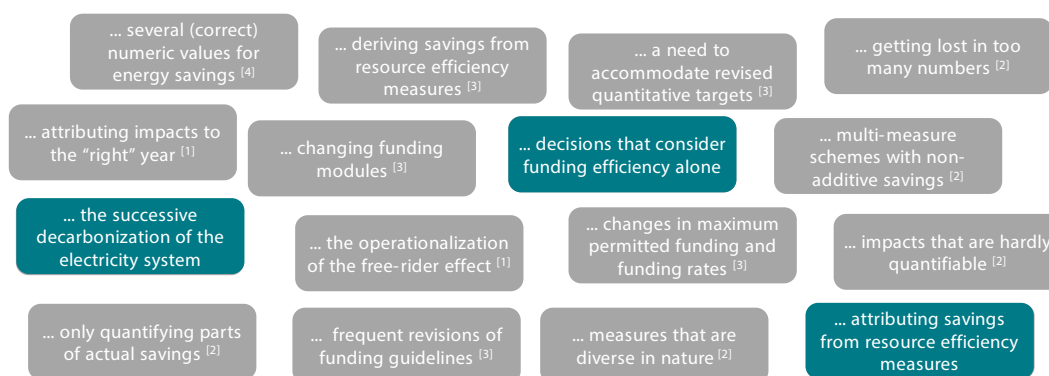 ... several (correct)
numeric values for
energy savings [4]
... deriving savings from
resource efficiency
measures [3]
... a need to
accommodate revised
quantitative targets [3]
... getting lost in too
many numbers [2]
... attributing impacts to
the “right” year [1]
... changing funding
modules [3]
... decisions that consider
funding efficiency alone
... multi-measure
schemes with non-
additive savings [2]
... the successive
decarbonization of the
electricity system
... the operationalization
of the free-rider effect [1]
... changes in maximum
permitted funding and
funding rates [3]
... impacts that are hardly
quantifiable [2]
... only quantifying parts
of actual savings [2]
... frequent revisions of
funding guidelines [3]
... measures that are
diverse in nature [2]
... attributing savings
from resource efficiency
measures